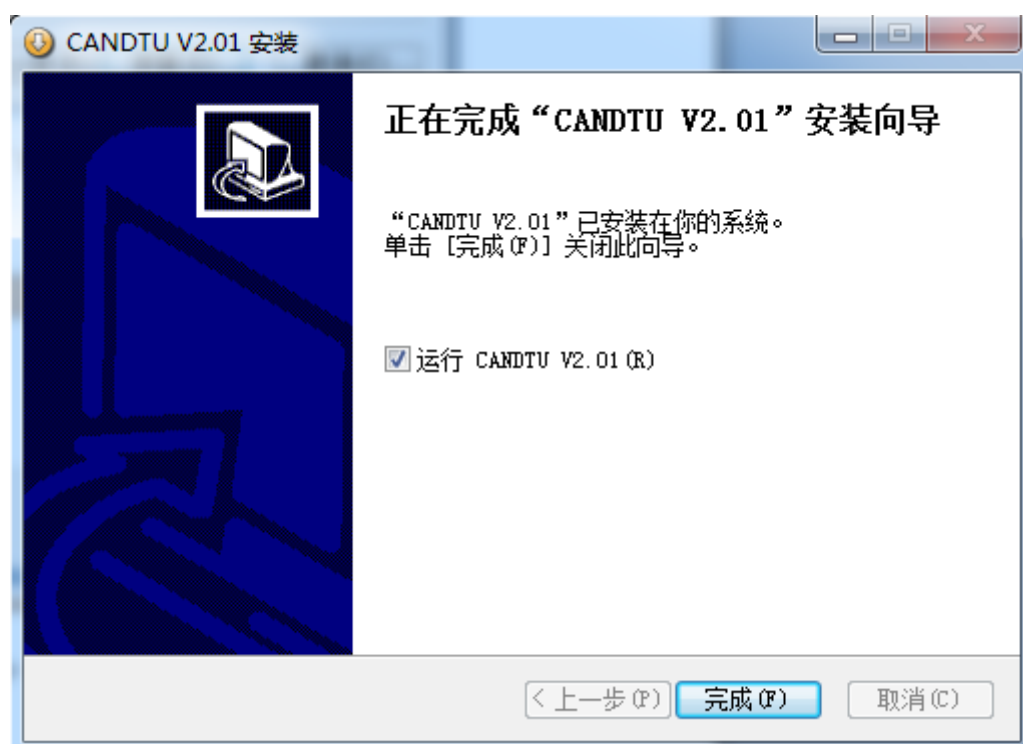 CANDTU V2.01 安装
正在完成“CANDTU V2.01”安装向导
“CANDTU V2.01”已安装在你的系统。
单击 [完成(F)] 关闭此向导。
运行 CANDTU V2.01(R)
< 上一步(P) 完成(F) 取消(C)